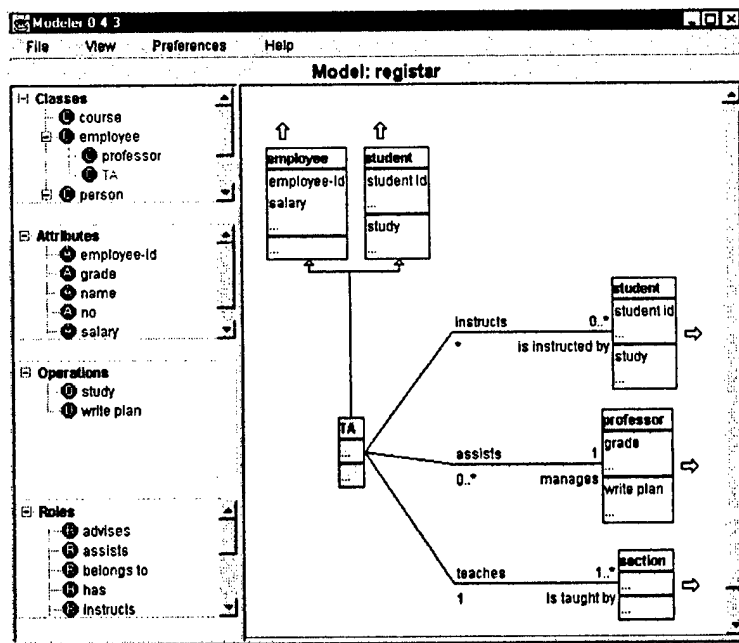 Modeler 0 4 3
File View Preferences Help
Model: registar
Classes
course
employee
professor
TA
person
Attributes
employee-id
grade
name
no
salary
Operations
study
write plan
Roles
advises
assists
belongs to
has
instructs
employee
employee-id
salary
...
...
student
student id
...
study
...
TA
...
...
instructs 0..*
* is instructed by
student
student id
...
study
...
assists 1
0..* manages
professor
grade
...
write plan
...
teaches 1..*
1 is taught by
section
...
...